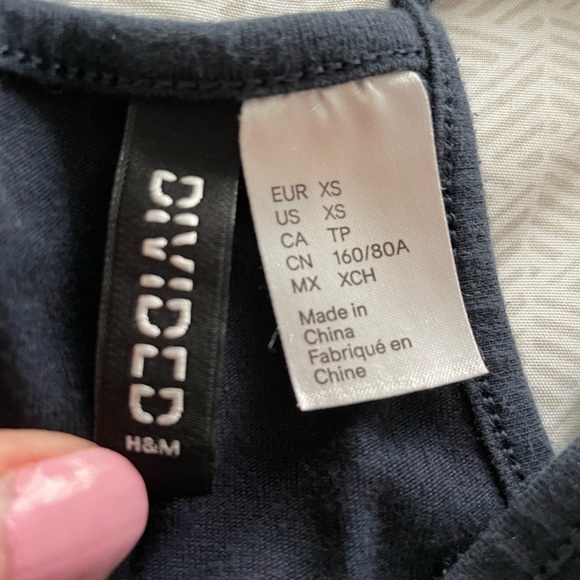 DIVIDED
H&M
EUR XS
US XS
CA TP
CN 160/80A
MX XCH
Made in
China
Fabriqué en
Chine